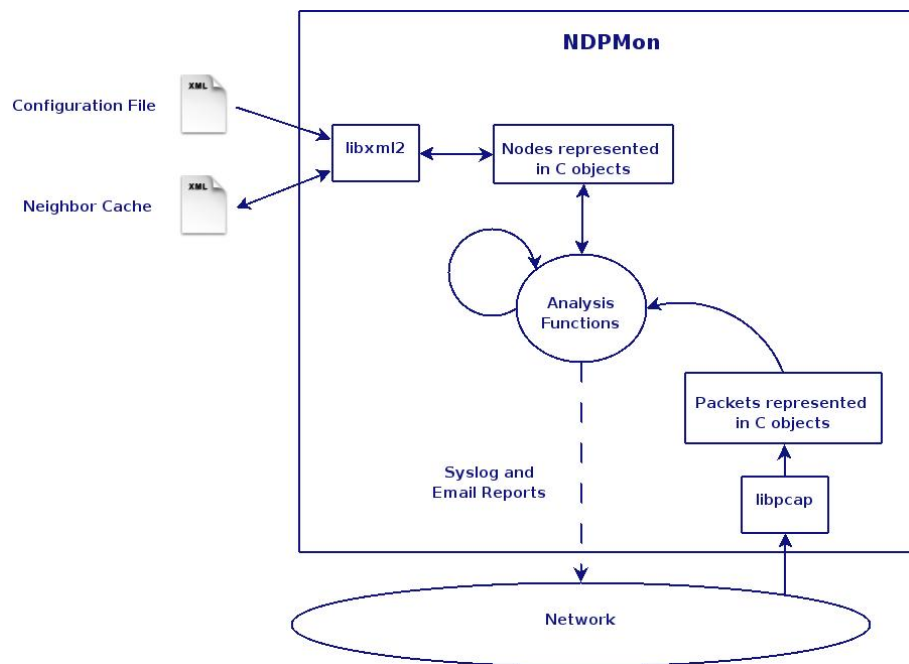 NDPMon
XML
Configuration File
libxml2
Nodes represented
in C objects
XML
Neighbor Cache
Analysis
Functions
Packets represented
in C objects
Syslog and
Email Reports
libpcap
Network